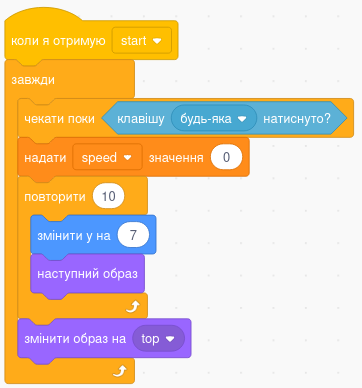 коли я отримую start
завжди
чекати поки клавішу будь-яка натиснуто?
надати speed значення 0
повторити 10
змінити y на 7
наступний образ
змінити образ на top